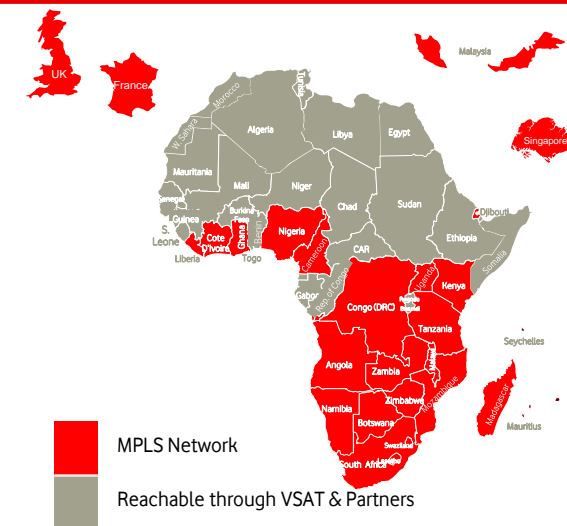 UK
France
Malaysia
Singapore
Tunisia
Morocco
W. Sahara
Algeria
Libya
Egypt
Mauritania
Mali
Niger
Chad
Sudan
Senegal
Guinea
S.
Leone
Liberia
Cote
D'Ivoire
Burkina
Faso
Ghana
Togo
Benin
Nigeria
Cameroon
CAR
Djibouti
Ethiopia
Somalia
Gabon
Rep. of Congo
Congo (DRC)
Uganda
Kenya
Rwanda
Burundi
Tanzania
Seychelles
Angola
Zambia
Malawi
Mozambique
Zimbabwe
Namibia
Botswana
Madagascar
Mauritius
Swaziland
Lesotho
South Africa
MPLS Network
Reachable through VSAT & Partners